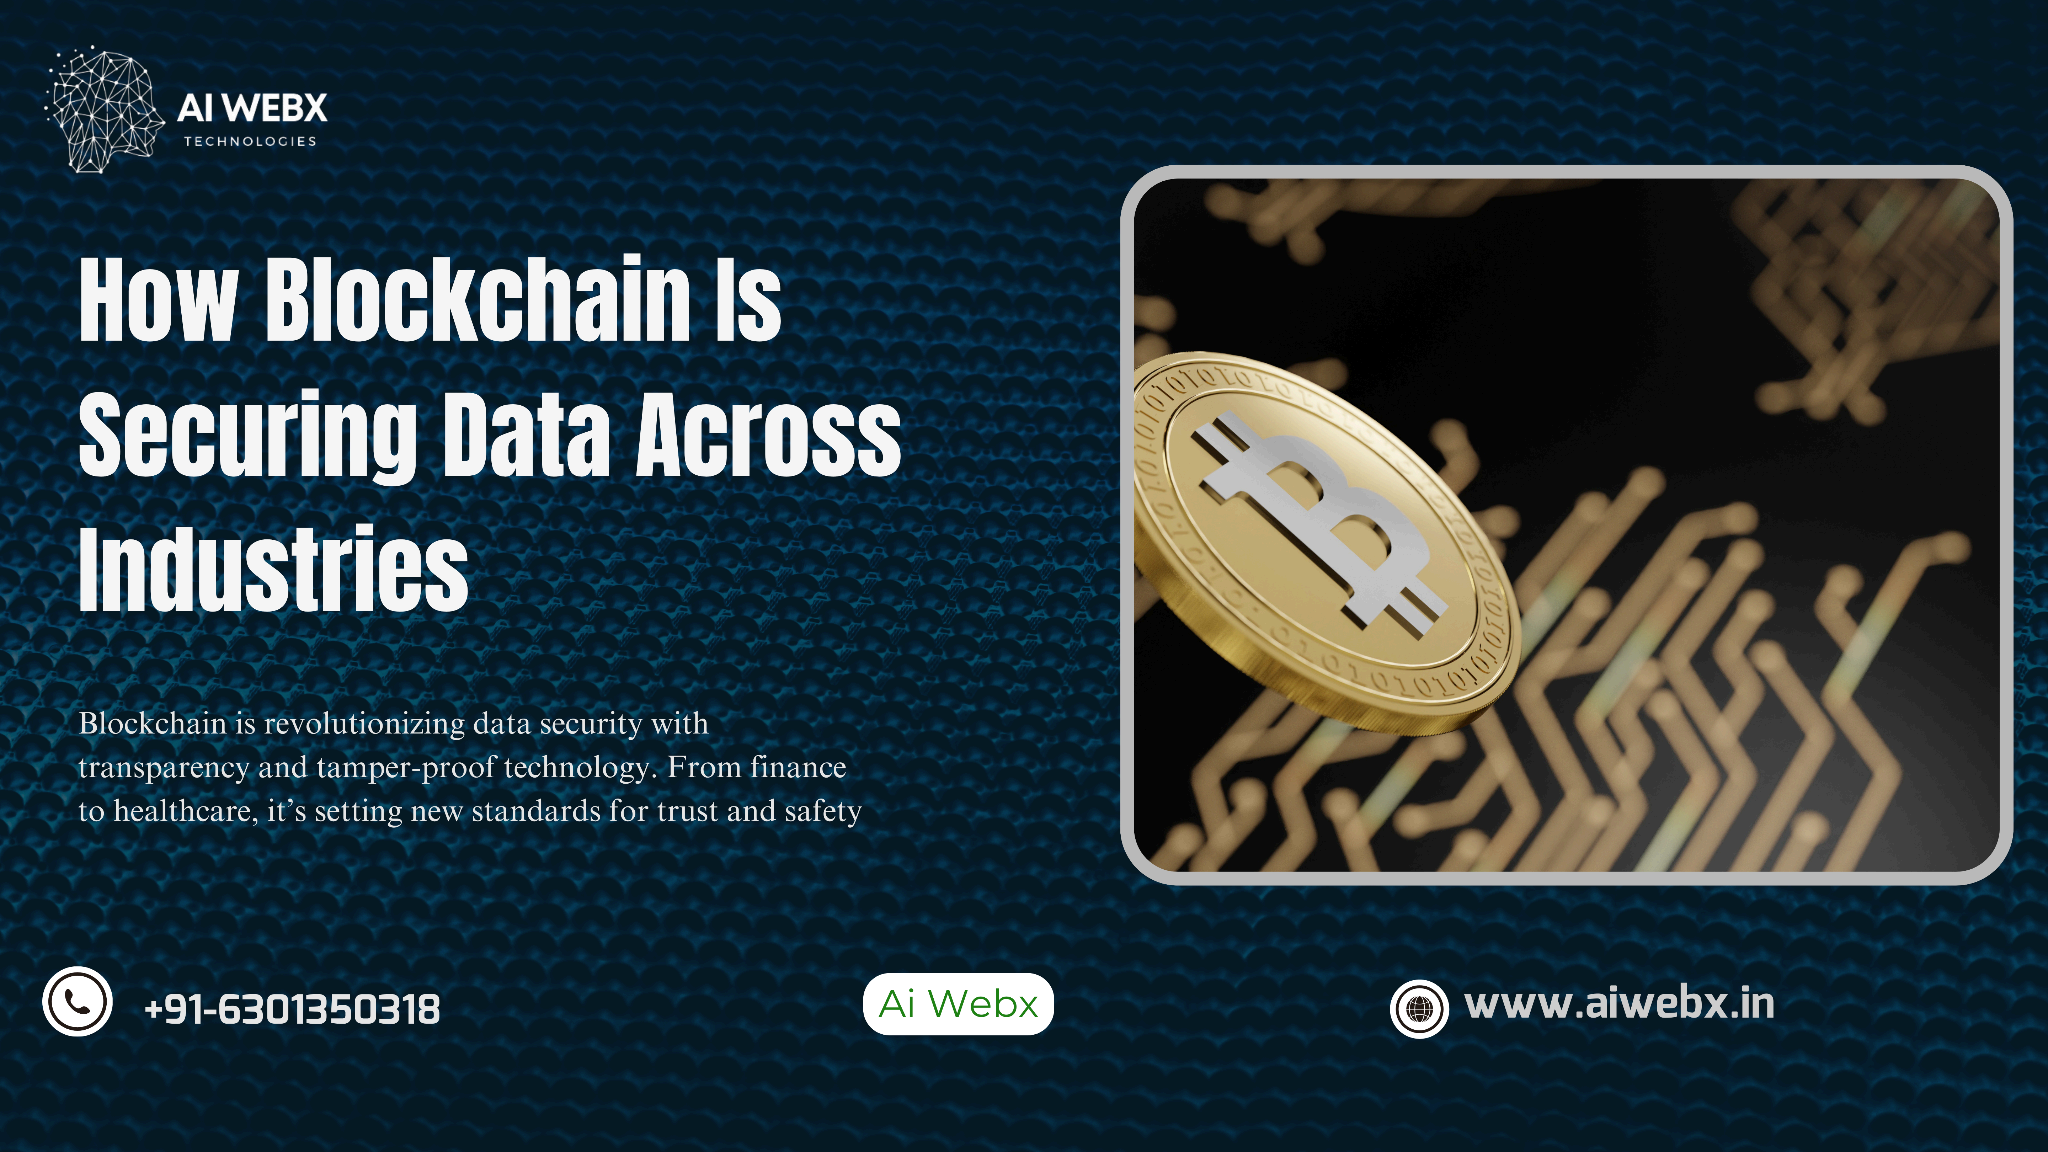 AI WEBX
TECHNOLOGIES
How Blockchain Is
Securing Data Across
Industries
Blockchain is revolutionizing data security with
transparency and tamper-proof technology. From finance
to healthcare, it’s setting new standards for trust and safety
+91-6301350318
Ai Webx
www.aiwebx.in